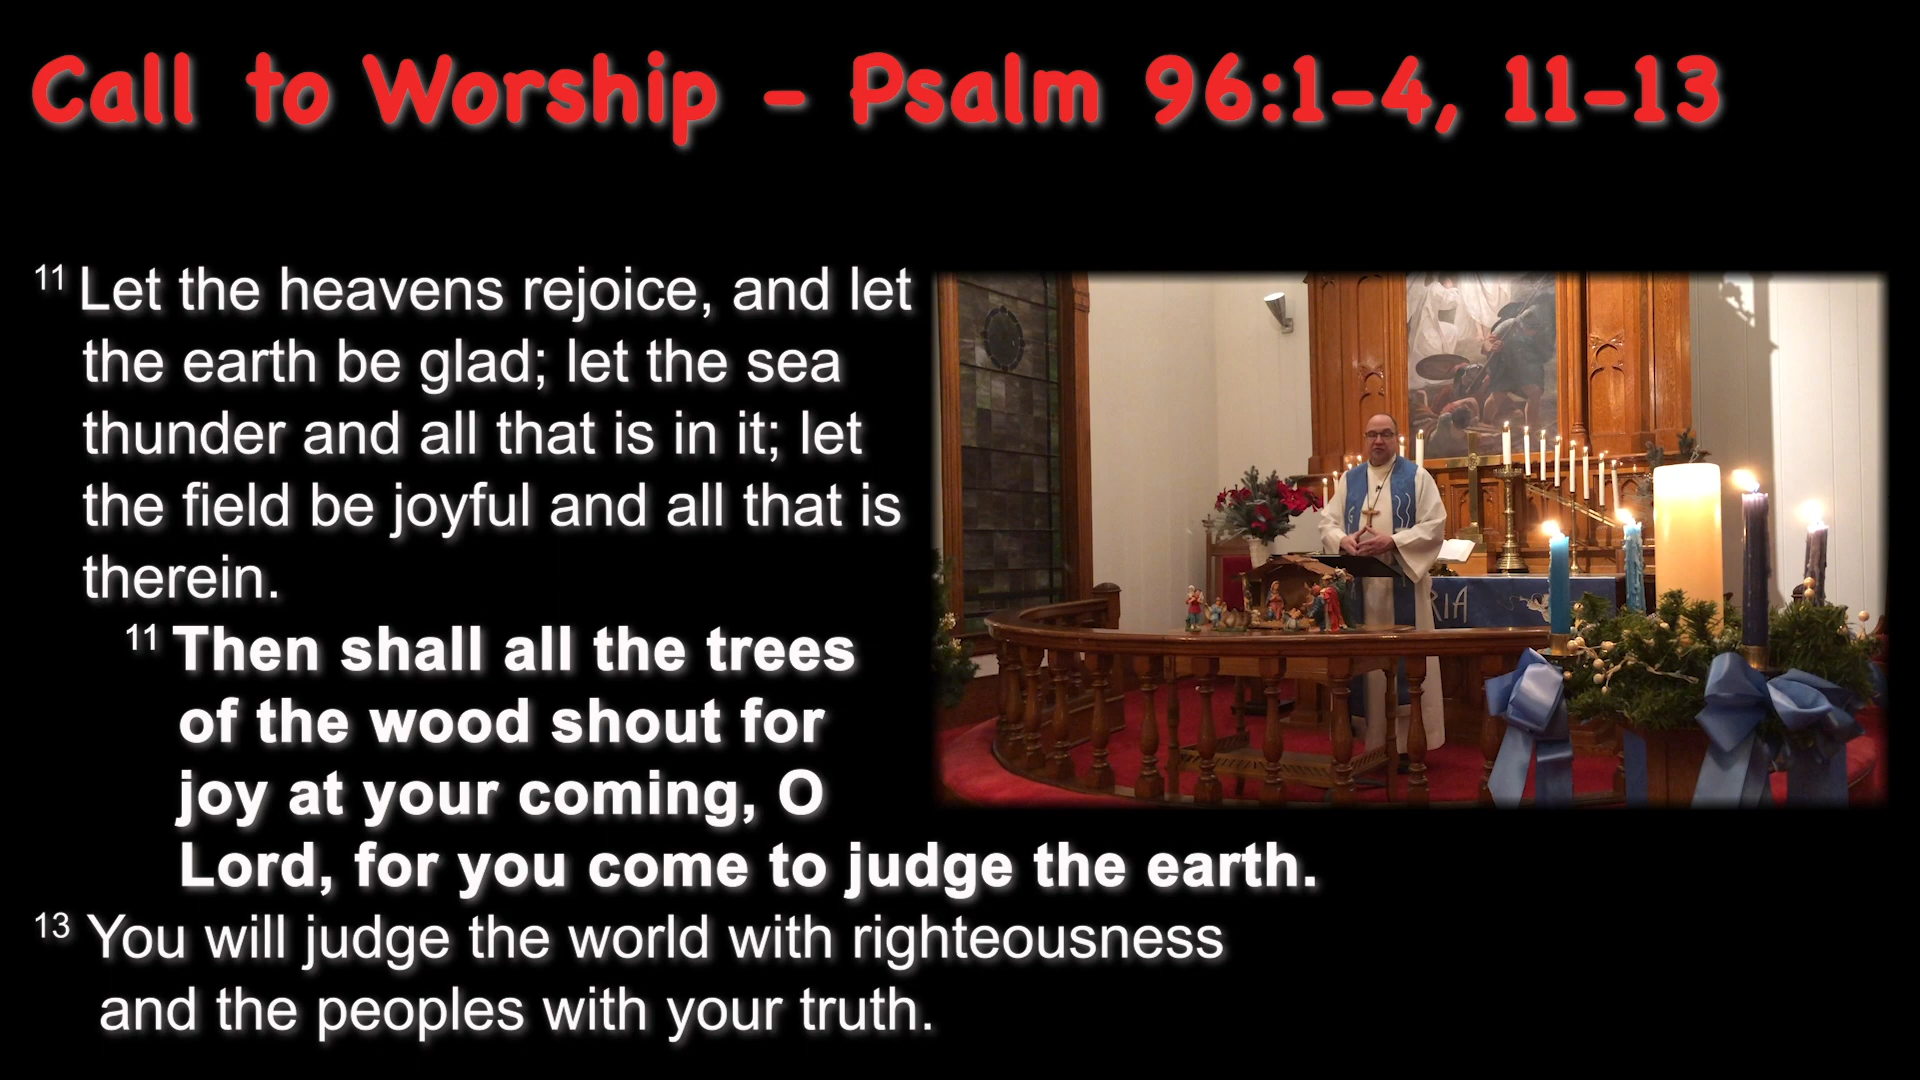 Call to Worship - Psalm 96:1-4, 11-13
11 Let the heavens rejoice, and let
the earth be glad; let the sea
thunder and all that is in it; let
the field be joyful and all that is
therein.
11 Then shall all the trees
of the wood shout for
joy at your coming, O
Lord, for you come to judge the earth.
13 You will judge the world with righteousness
and the peoples with your truth.
RIA